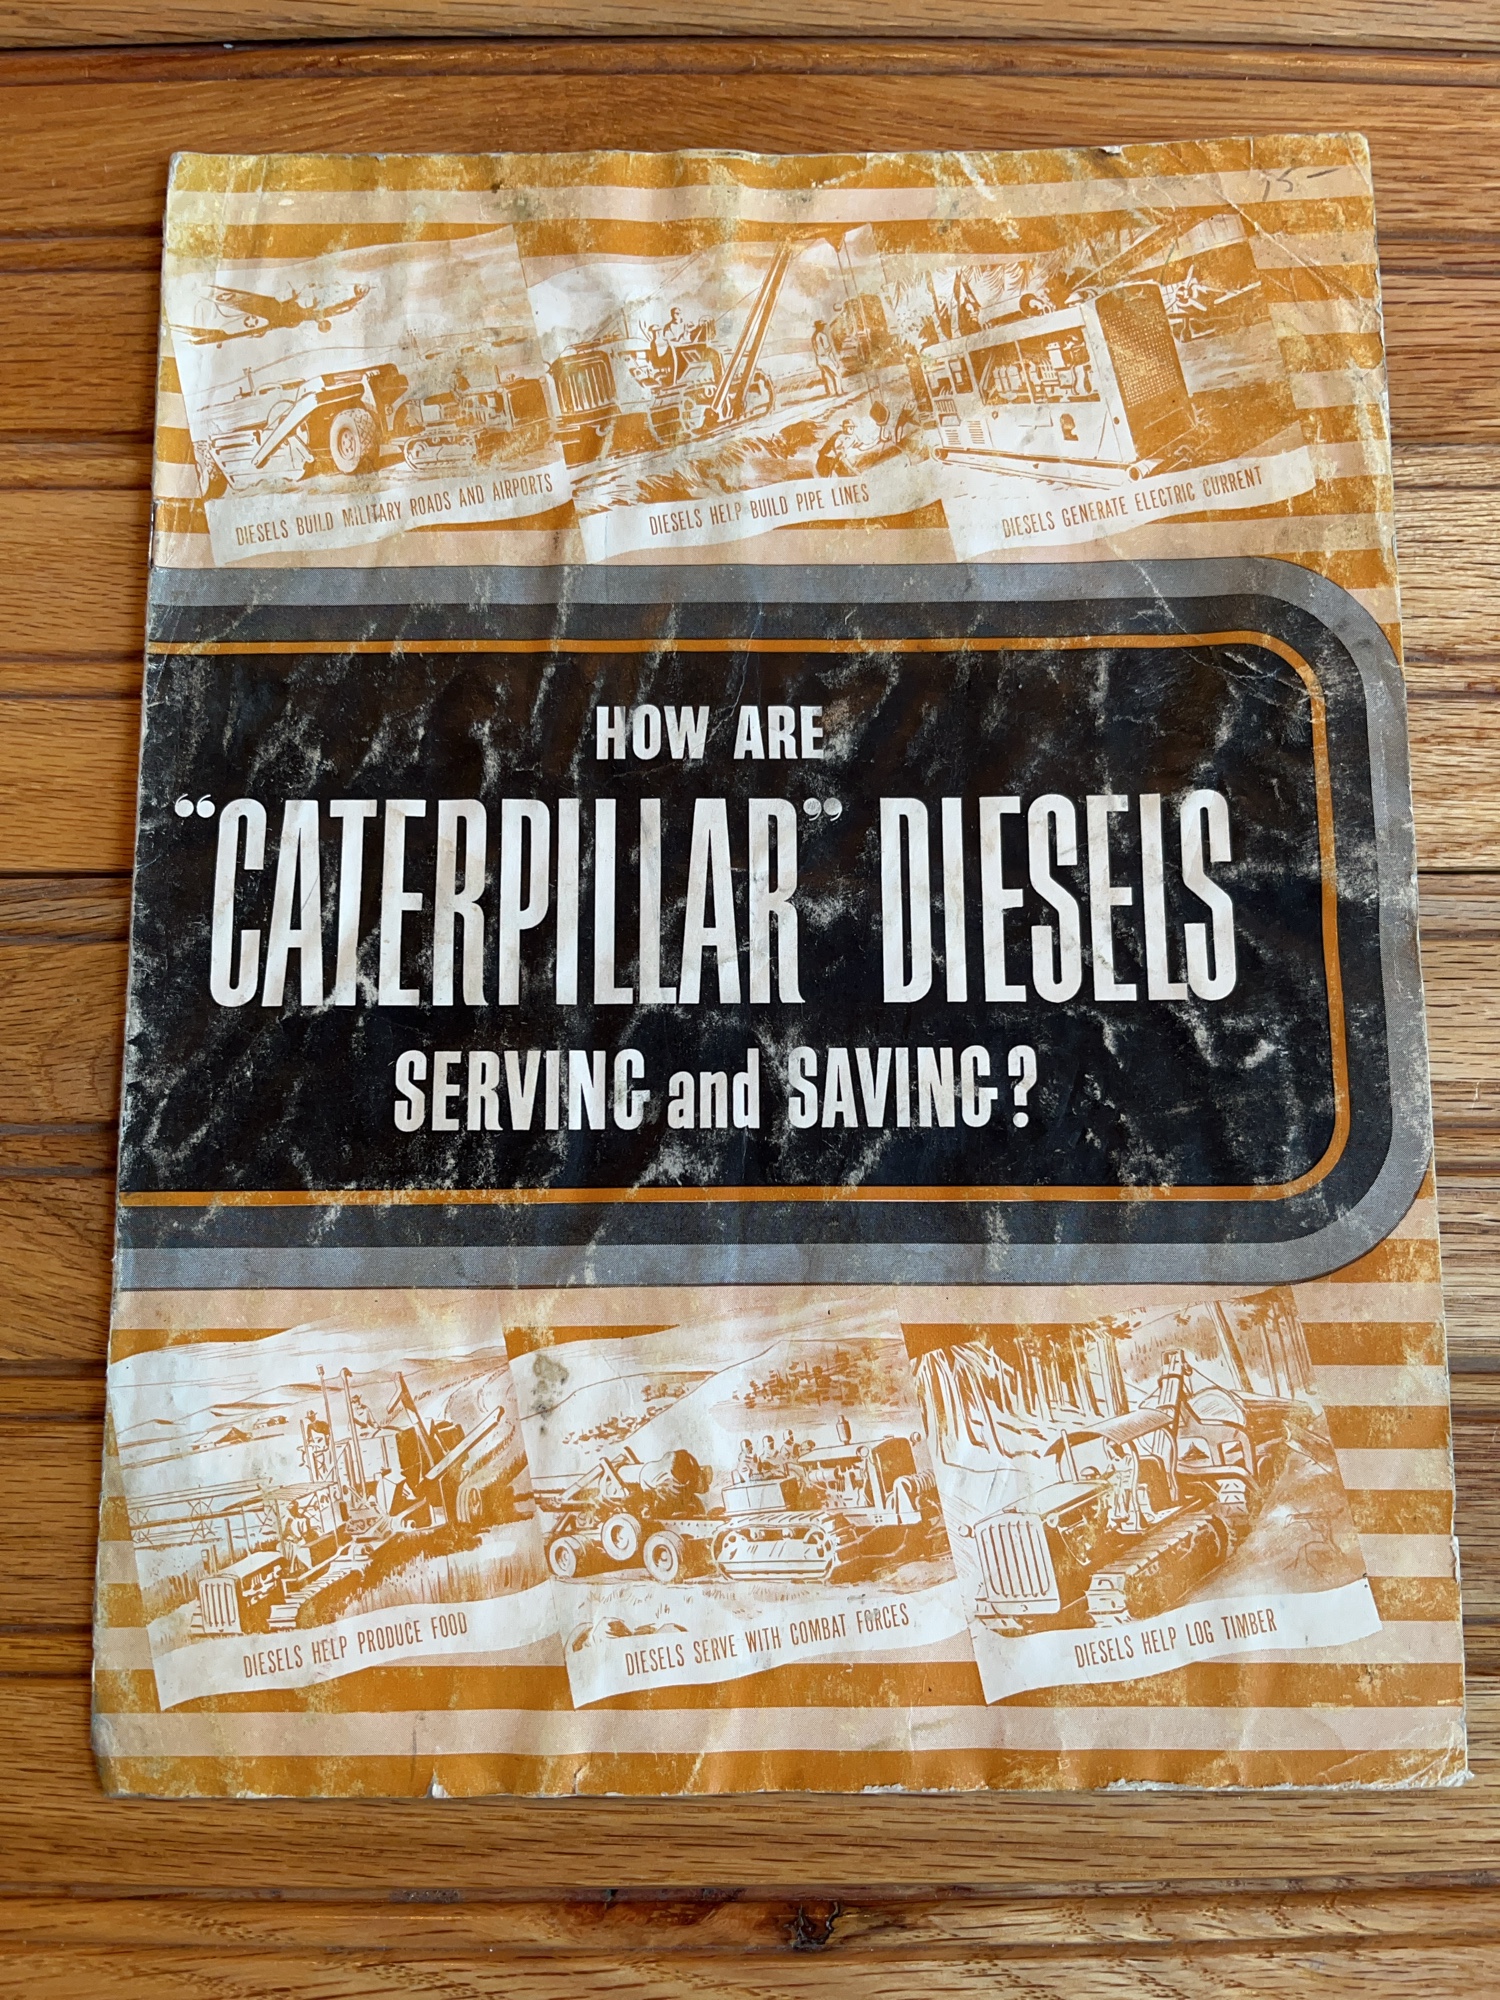 DIESELS BUILD MILITARY ROADS AND AIRPORTS
DIESELS HELP BUILD PIPE LINES
DIESELS GENERATE ELECTRIC CURRENT
HOW ARE
“CATERPILLAR” DIESELS
SERVING and SAVING?
DIESELS HELP PRODUCE FOOD
DIESELS SERVE WITH COMBAT FORCES
DIESELS HELP LOG TIMBER